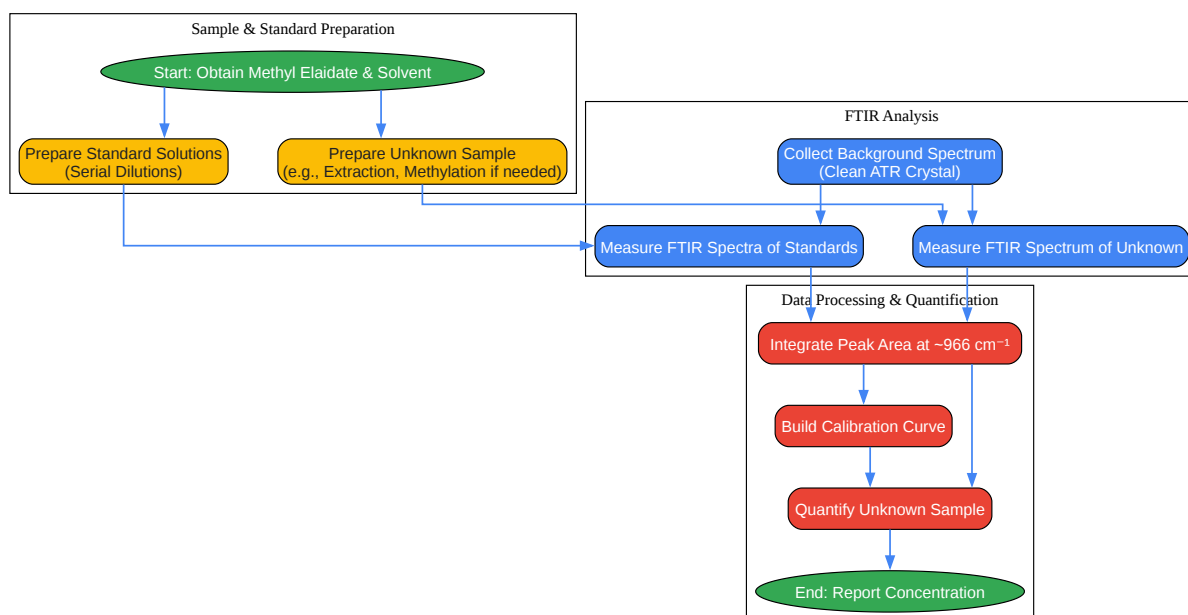 Sample & Standard Preparation
Start: Obtain Methyl Elaidate & Solvent
Prepare Standard Solutions
(Serial Dilutions)
Prepare Unknown Sample
(e.g., Extraction, Methylation if needed)
FTIR Analysis
Collect Background Spectrum
(Clean ATR Crystal)
Measure FTIR Spectra of Standards
Measure FTIR Spectrum of Unknown
Data Processing & Quantification
Integrate Peak Area at ~966 cm⁻¹
Build Calibration Curve
Quantify Unknown Sample
End: Report Concentration